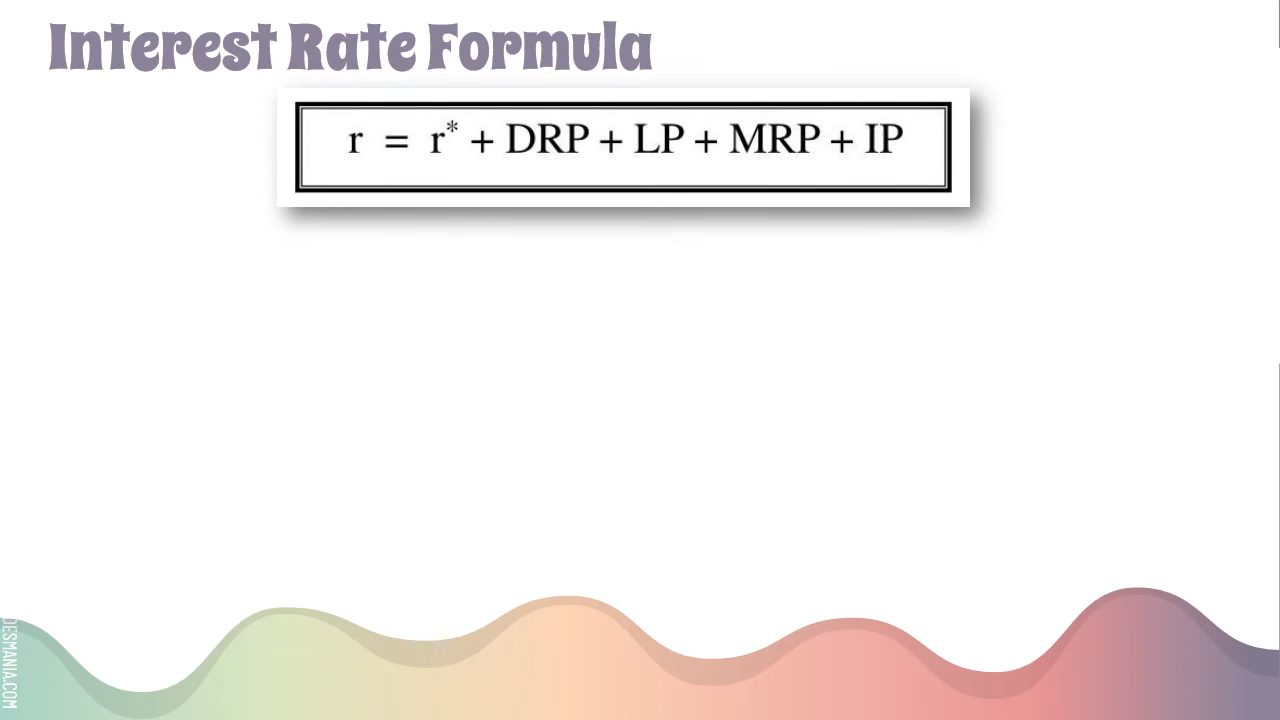 Interest Rate Formula
r = r* + DRP + LP + MRP + IP
DESMANIA.COM